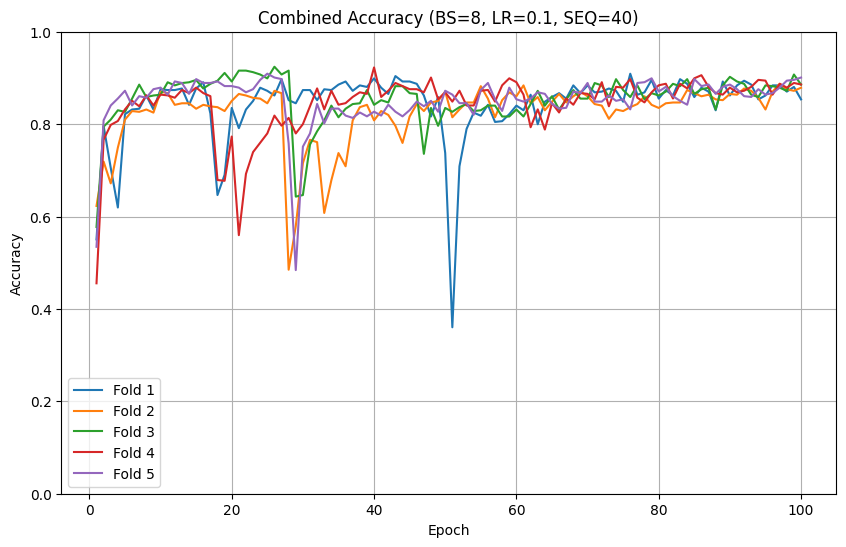 Combined Accuracy (BS=8, LR=0.1, SEQ=40)
1.0
0.8
0.6
0.4
0.2
0.0
Accuracy
Fold 1
Fold 2
Fold 3
Fold 4
Fold 5
0 20 40 60 80 100
Epoch